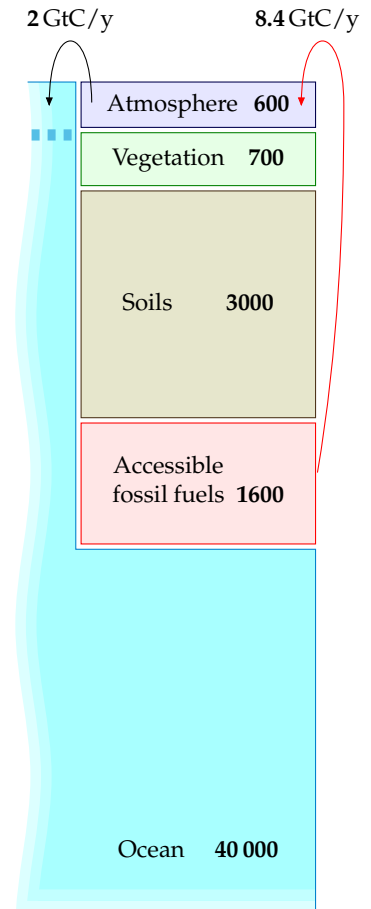 2 GtC/y 8.4 GtC/y
Atmosphere 600
Vegetation 700
Soils 3000
Accessible
fossil fuels 1600
Ocean 40 000